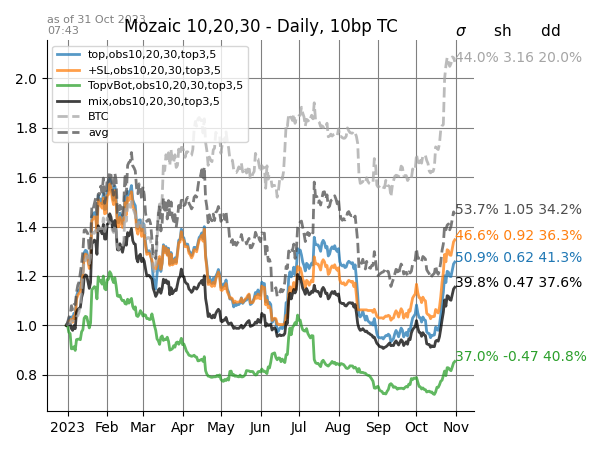 as of 31 Oct 2023
07:43
Mozaic 10,20,30 - Daily, 10bp TC
σ sh dd
top,obs10,20,30,top3,5
+SL,obs10,20,30,top3,5
TopvBot,obs10,20,30,top3,5
mix,obs10,20,30,top3,5
BTC
avg
44.0% 3.16 20.0%
53.7% 1.05 34.2%
46.6% 0.92 36.3%
50.9% 0.62 41.3%
39.8% 0.47 37.6%
37.0% -0.47 40.8%
2.0
1.8
1.6
1.4
1.2
1.0
0.8
2023 Feb Mar Apr May Jun Jul Aug Sep Oct Nov